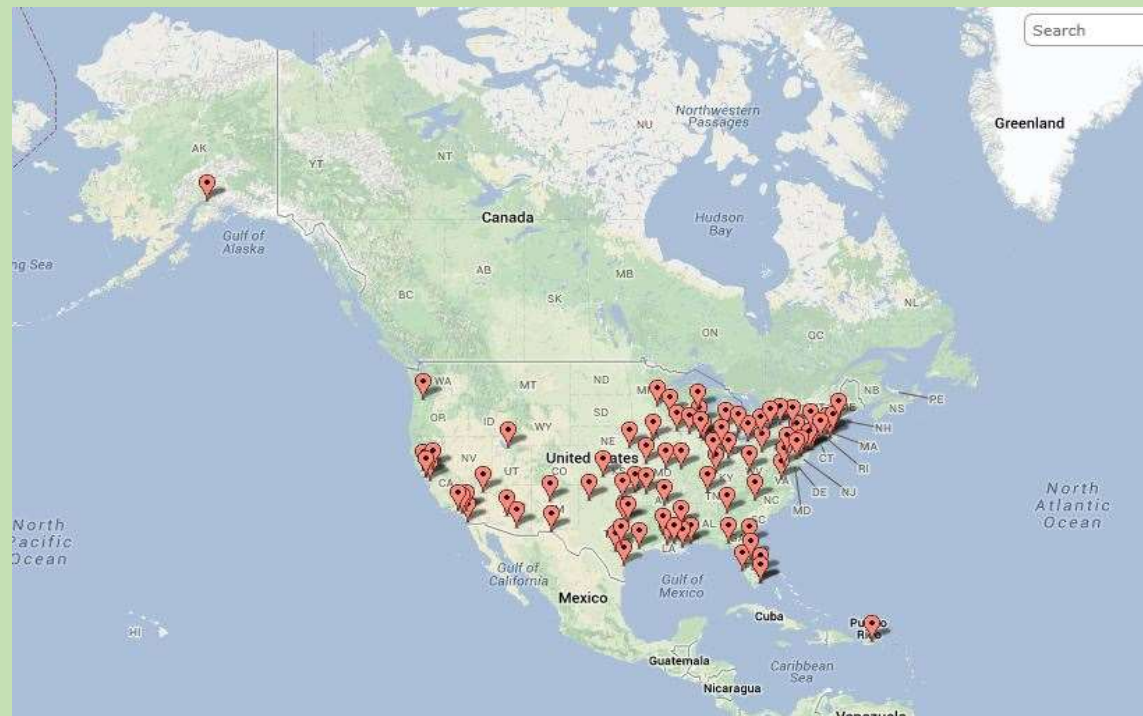 Search
Greenland
Northwestern
Passages
NU
AK
YT
NT
Canada
Hudson
Bay
Gulf of
Alaska
ng Sea
AB
MB
BC
SK
NL
ON
QC
WA
MT
ND
NB
PE
NS
OR
ID
SD
WY
NH
MA
NE
NV
UT
CO
United
CT
RI
CA
KY
VA
NJ
DE
MD
TN
NC
North
Pacific
Ocean
North
Atlantic
Ocean
AL
SC
LA
Gulf of
California
Gulf of
Mexico
Mexico
HI
Cuba
Guatemala
Caribbean
Sea
Nicaragua
Venezuela